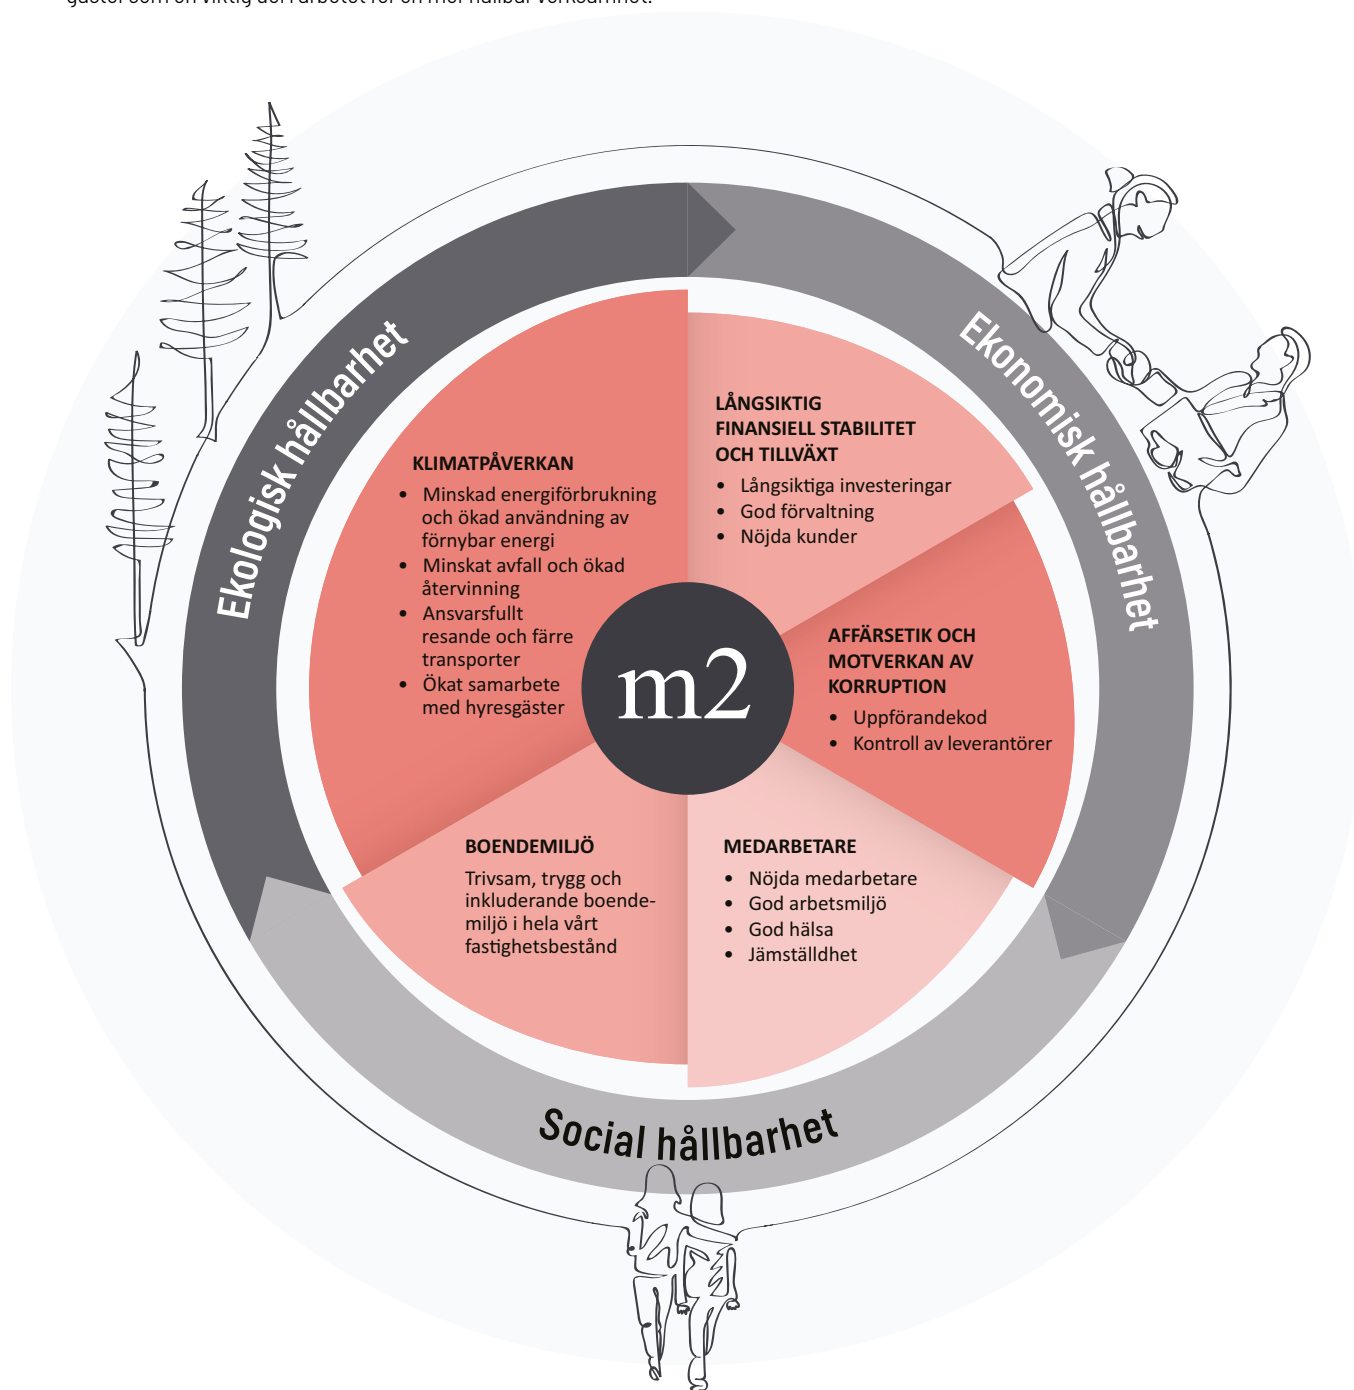 Ekologisk hållbarhet
Ekonomisk hållbarhet
KLIMATPÅVERKAN
• Minskad energiförbrukning
och ökad användning av
förnybar energi
• Minskat avfall och ökad
återvinning
• Ansvarsfullt
resande och färre
transporter
• Ökat samarbete
med hyresgäster
LÅNGSIKTIG
FINANSIELL STABILITET
OCH TILLVÄXT
• Långsiktiga investeringar
• God förvaltning
• Nöjda kunder
m2
AFFÄRSETIK OCH
MOTVERKAN AV
KORRUPTION
• Uppförandekod
• Kontroll av leverantörer
BOENDEMILJÖ
Trivsam, trygg och
inkluderande boende-
miljö i hela vårt
fastighetsbestånd
MEDARBETARE
• Nöjda medarbetare
• God arbetsmiljö
• God hälsa
• Jämställdhet
Social hållbarhet